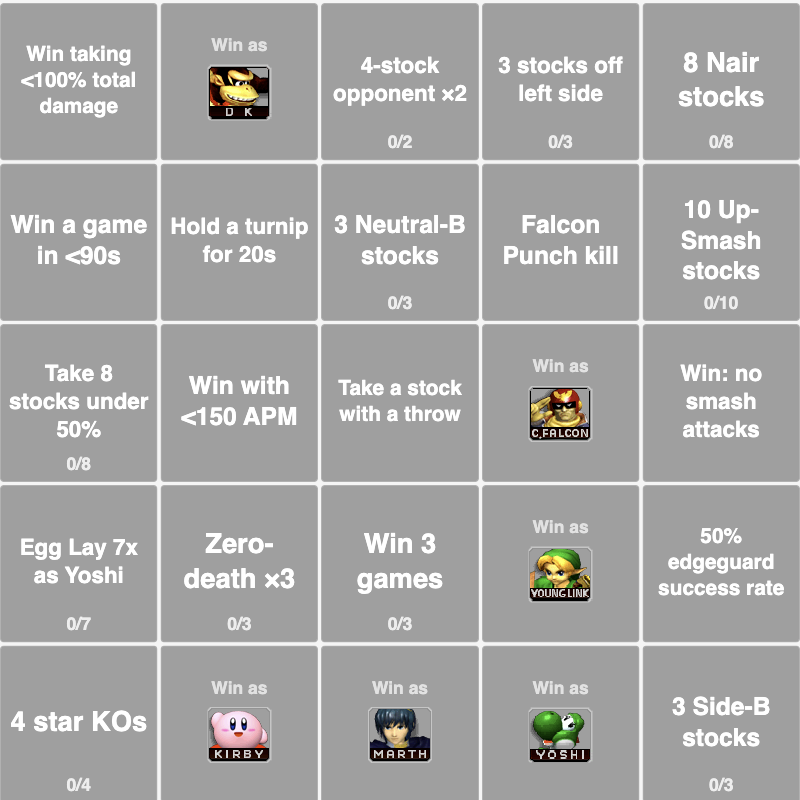 Win taking
<100% total
damage
Win as
D K
4-stock
opponent ×2
0/2
3 stocks off
left side
0/3
8 Nair
stocks
0/8
Win a game
in <90s
Hold a turnip
for 20s
3 Neutral-B
stocks
0/3
Falcon
Punch kill
10 Up-
Smash
stocks
0/10
Take 8
stocks under
50%
0/8
Win with
<150 APM
Take a stock
with a throw
Win as
C.FALCON
Win: no
smash
attacks
Egg Lay 7x
as Yoshi
0/7
Zero-
death ×3
0/3
Win 3
games
0/3
Win as
YOUNG LINK
50%
edgeguard
success rate
4 star KOs
0/4
Win as
KIRBY
Win as
MARTH
Win as
YOSHI
3 Side-B
stocks
0/3